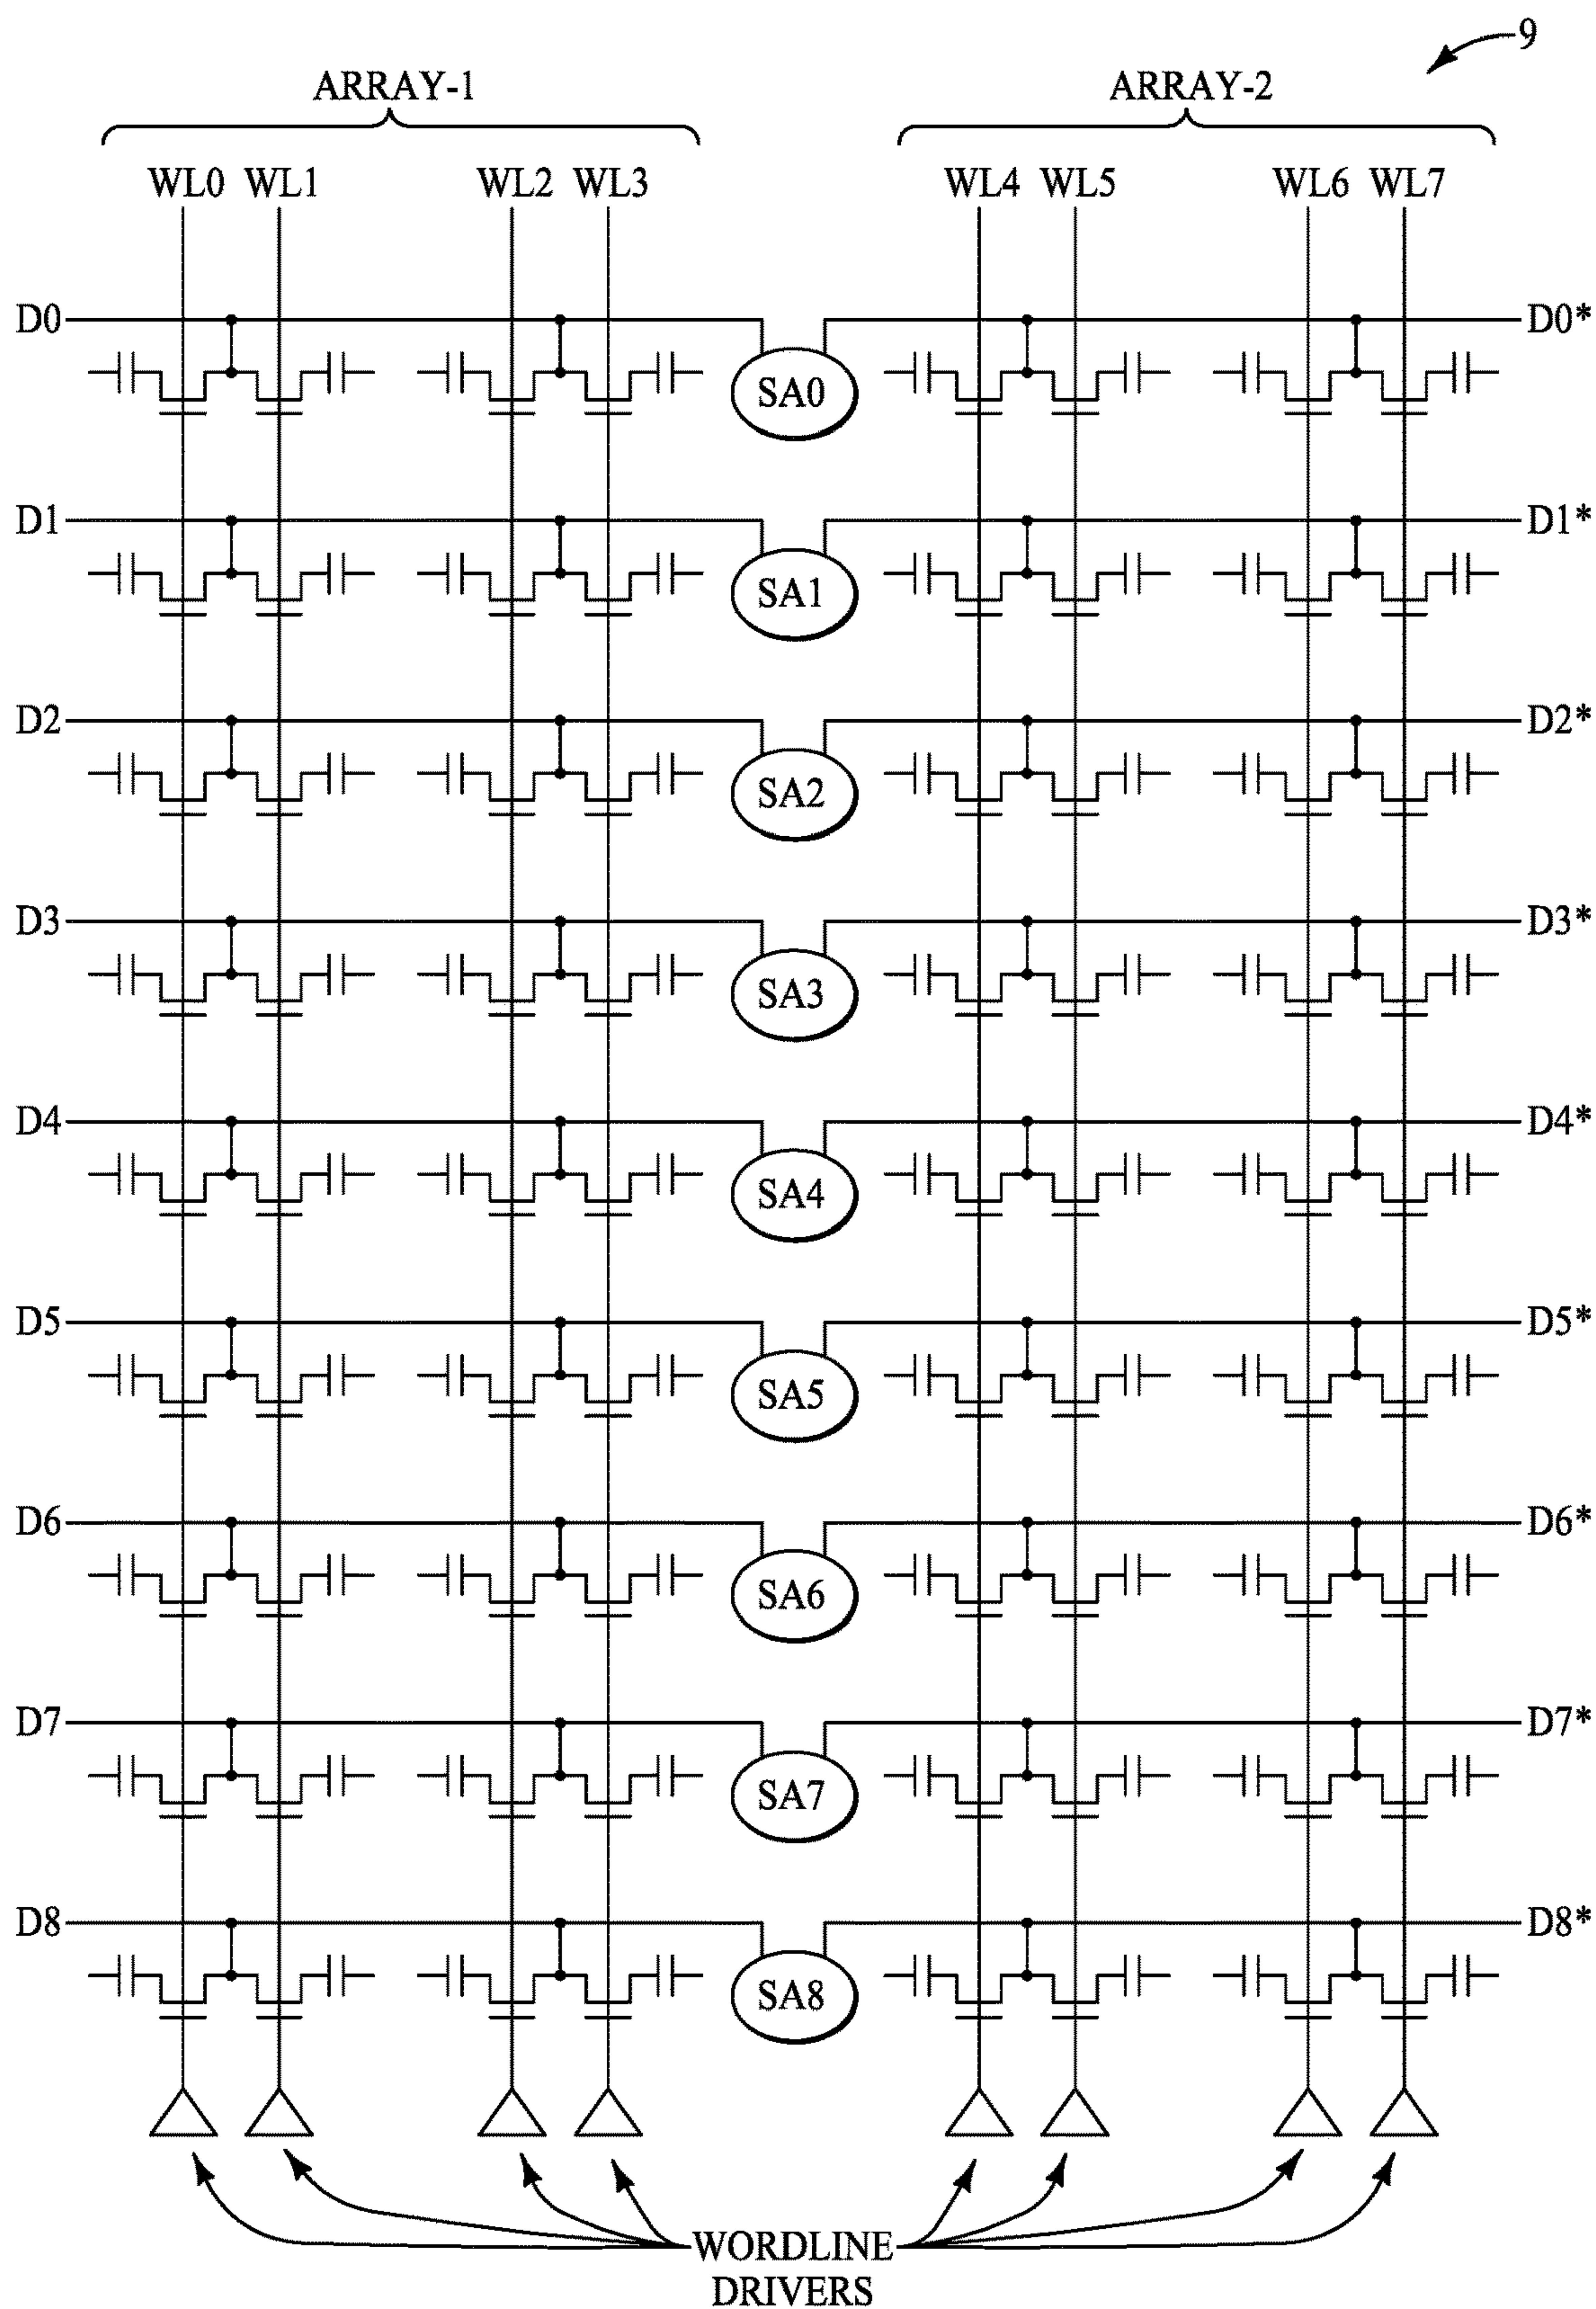 9
ARRAY-1 ARRAY-2
WL0 WL1 WL2 WL3 WL4 WL5 WL6 WL7
D0 SA0 D0*
D1 SA1 D1*
D2 SA2 D2*
D3 SA3 D3*
D4 SA4 D4*
D5 SA5 D5*
D6 SA6 D6*
D7 SA7 D7*
D8 SA8 D8*
WORDLINE
DRIVERS